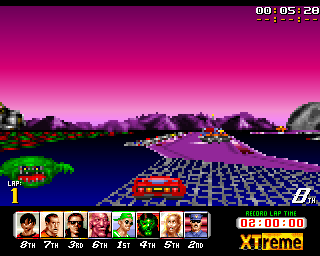 00:05:28
--:--:--
LAP:
1
8TH
8TH 7TH 3RD 6TH 1ST 4TH 5TH 2ND
RECORD LAP TIME
02:00:00
XTreme